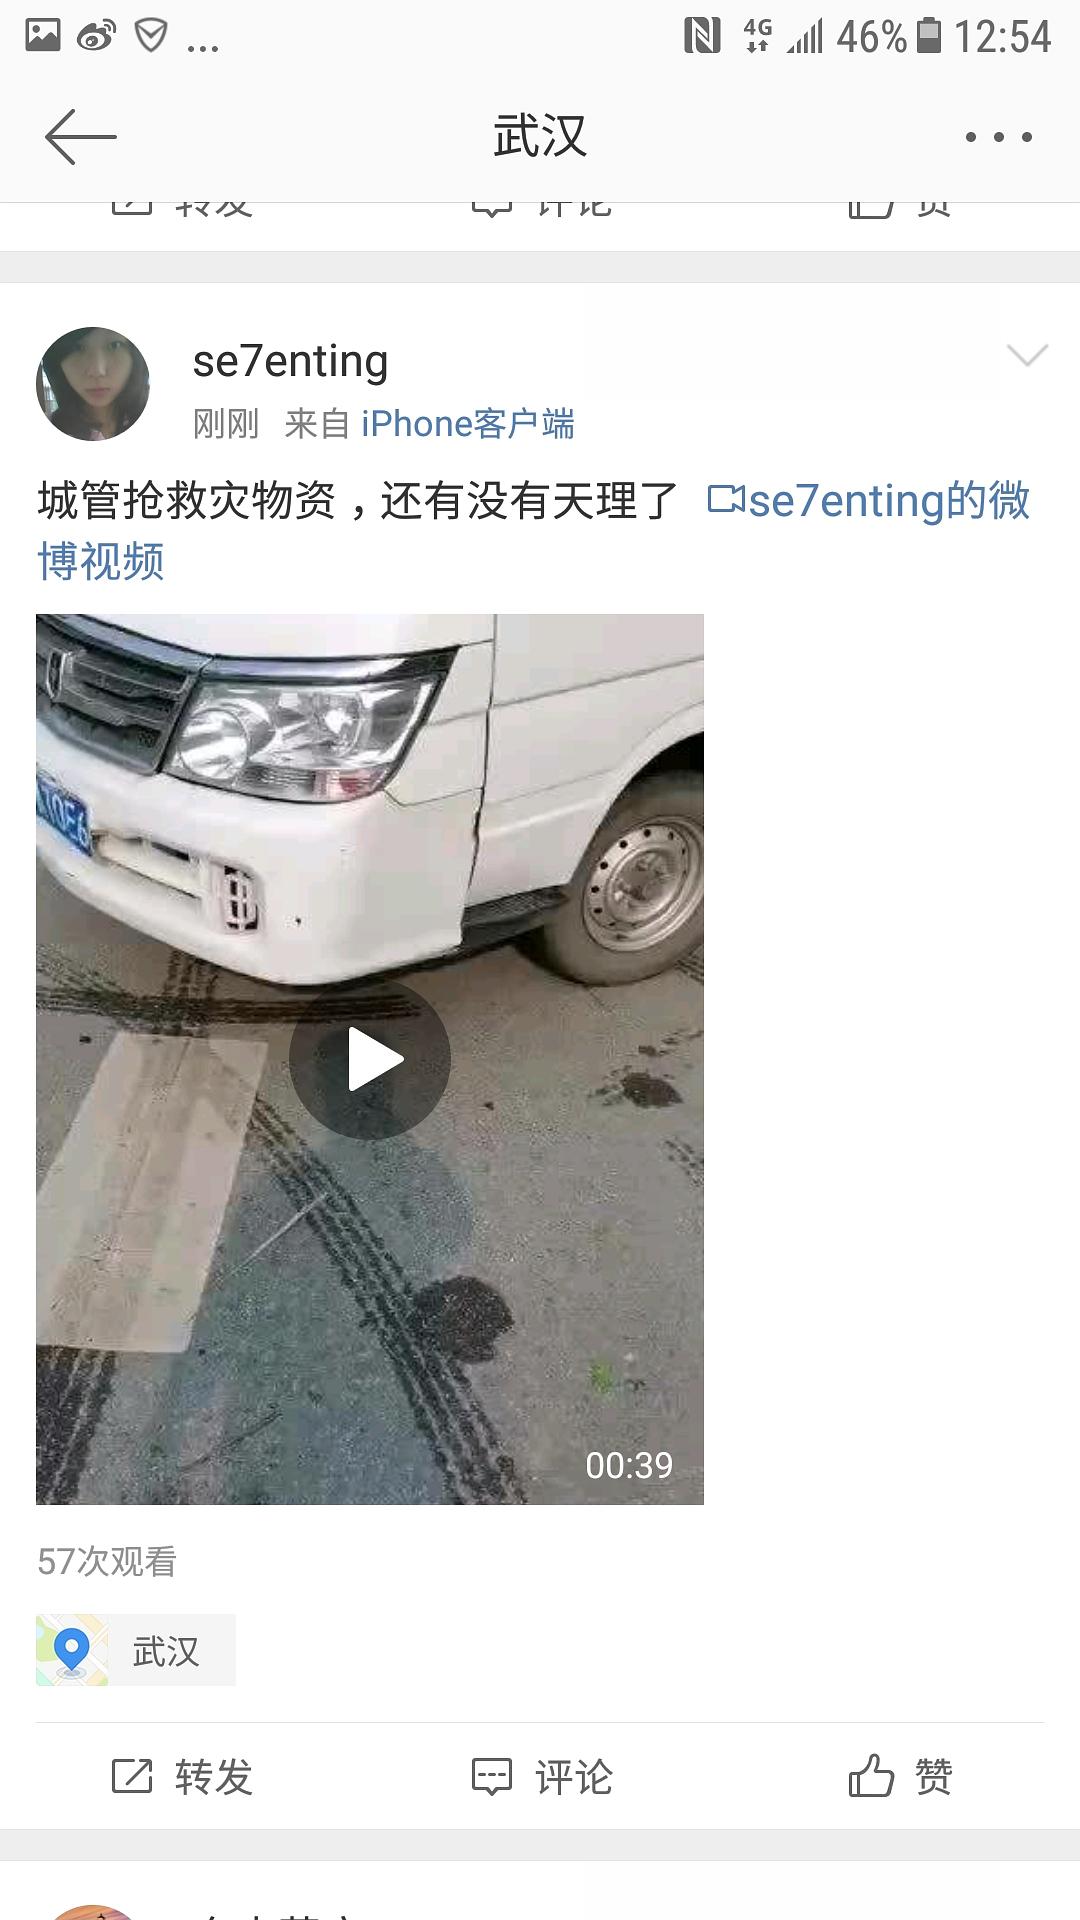 4G 46% 12:54
武汉
转发 评论 赞
se7enting
刚刚 来自 iPhone客户端
城管抢救灾物资，还有没有天理了 se7enting的微
博视频
00:39
57次观看
武汉
转发 评论 赞